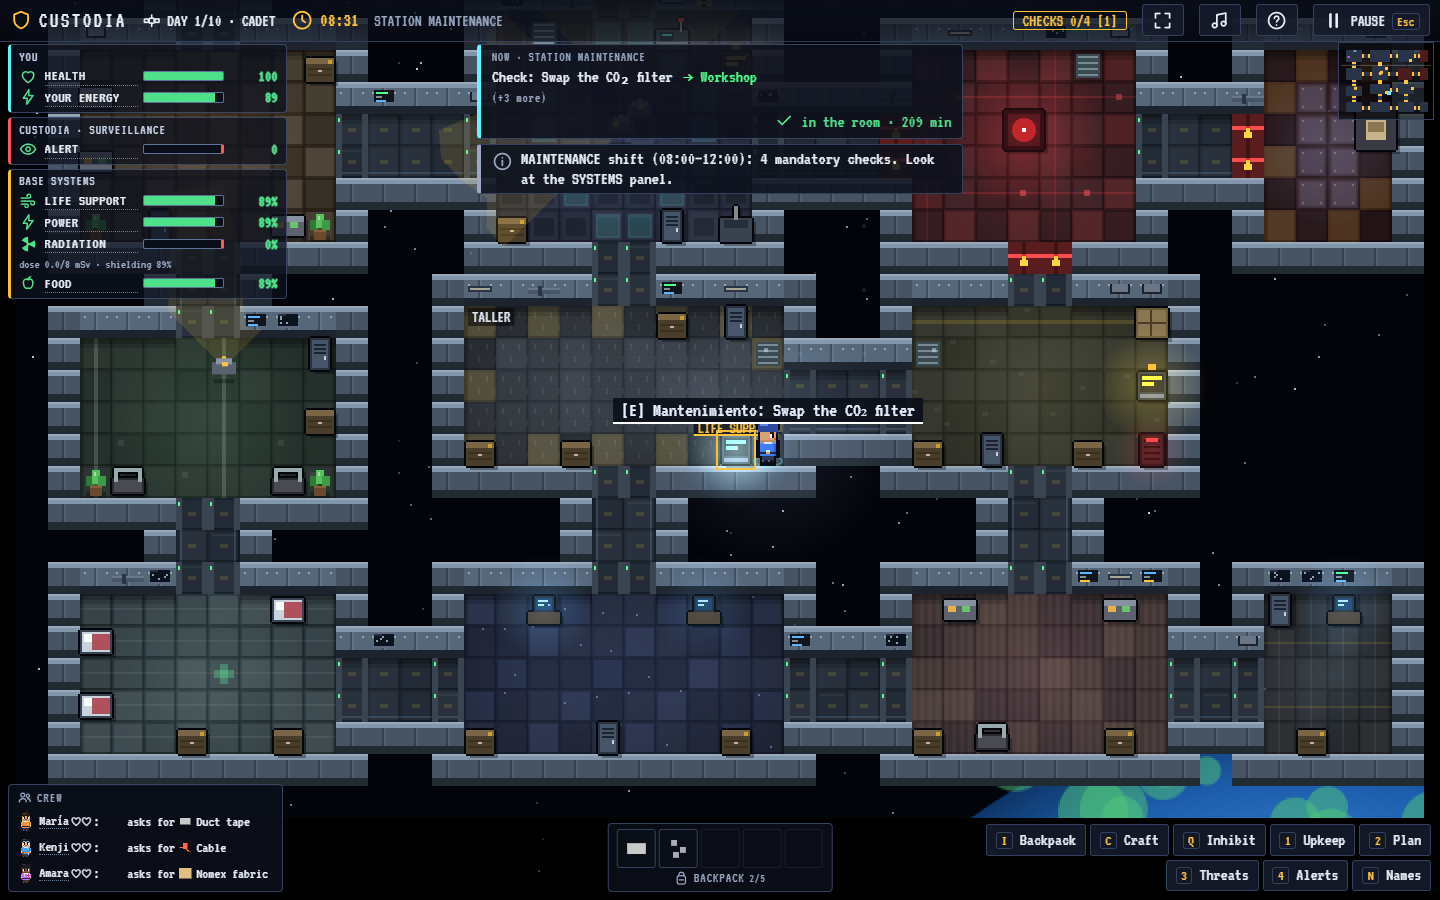 CUSTODIA
DAY 1/10 · CADET
08:31
STATION MAINTENANCE
CHECKS 0/4 [1]
PAUSE Esc
YOU
HEALTH 100
YOUR ENERGY 89
CUSTODIA · SURVEILLANCE
ALERT 0
BASE SYSTEMS
LIFE SUPPORT 89%
POWER 89%
RADIATION 0%
dose 0.0/8 mSv · shielding 89%
FOOD 89%
NOW · STATION MAINTENANCE
Check: Swap the CO₂ filter → Workshop
(+3 more)
in the room · 209 min
MAINTENANCE shift (08:00-12:00): 4 mandatory checks. Look
at the SYSTEMS panel.
TALLER
[E] Mantenimiento: Swap the CO₂ filter
LIFE SUPP
CREW
Maria ♡♡: asks for Duct tape
Kenji ♡♡: asks for Cable
Amara ♡♡: asks for Nomex fabric
BACKPACK 2/5
I Backpack
C Craft
Q Inhibit
1 Upkeep
2 Plan
3 Threats
4 Alerts
N Names